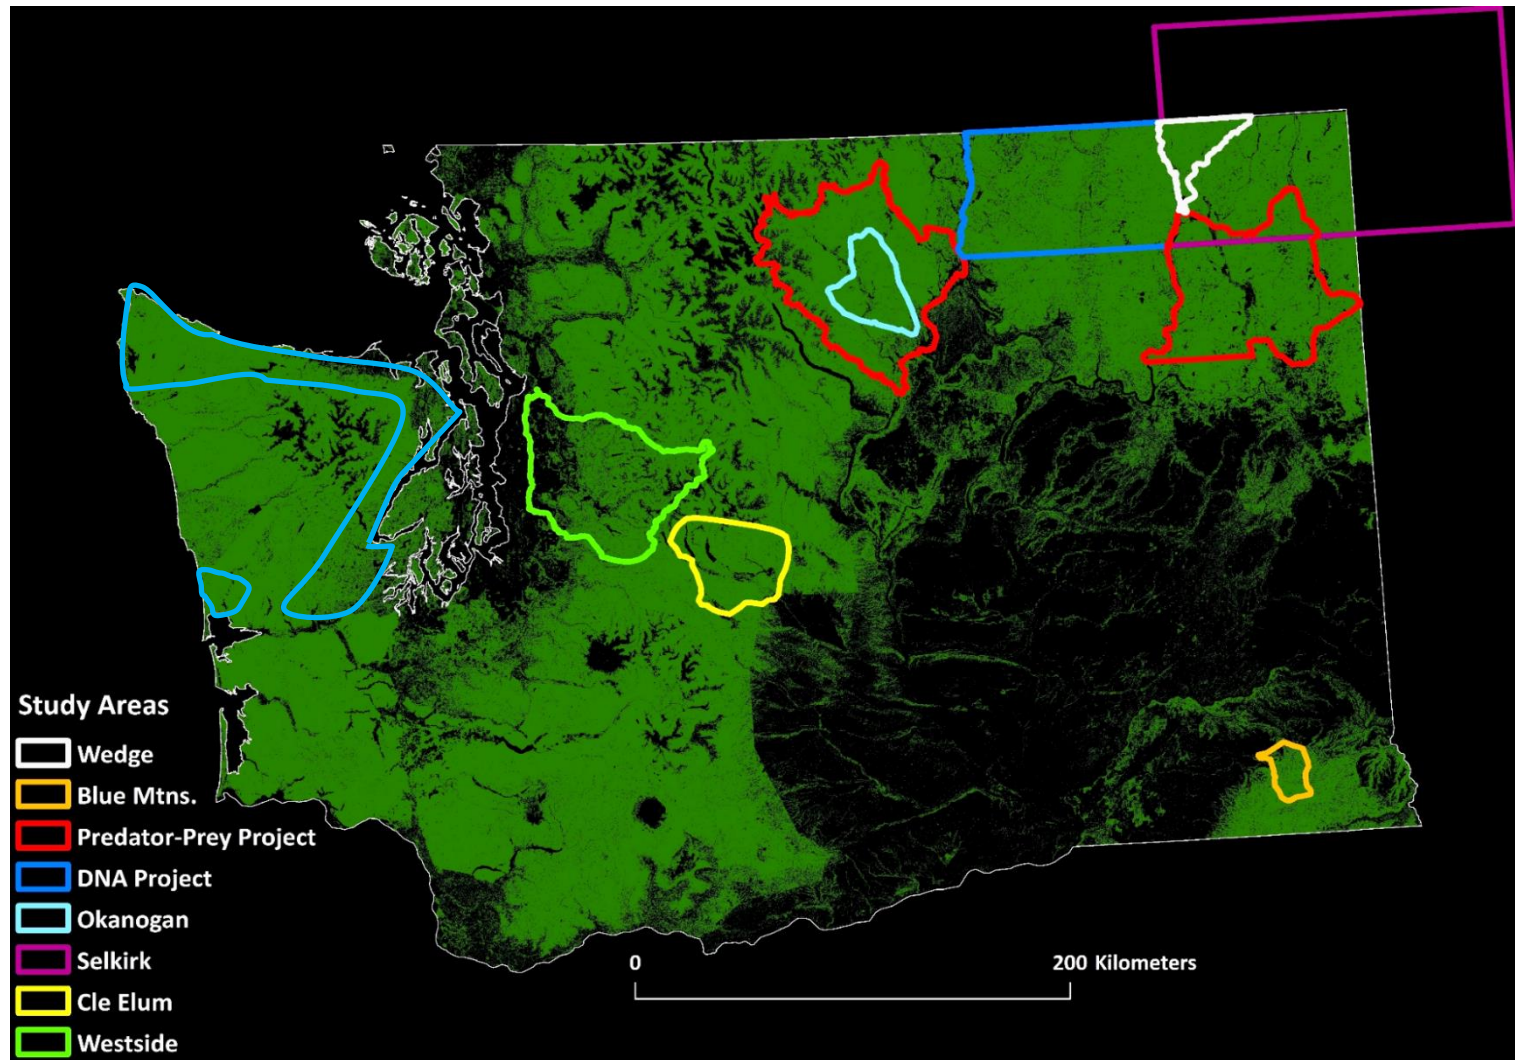 Study Areas
Wedge
Blue Mtns.
Predator-Prey Project
DNA Project
Okanogan
Selkirk
Cle Elum
Westside
0 200 Kilometers